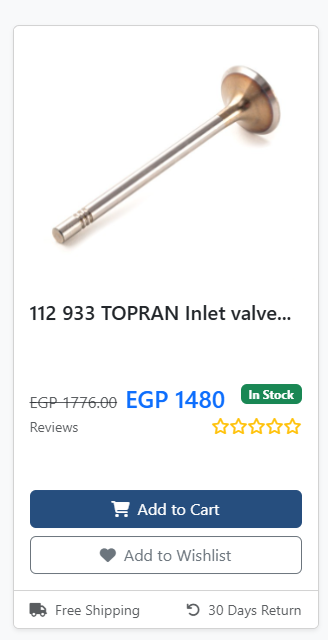 112 933 TOPRAN Inlet valve...
EGP 1776.00 EGP 1480 In Stock
Reviews
Add to Cart
Add to Wishlist
Free Shipping 30 Days Return